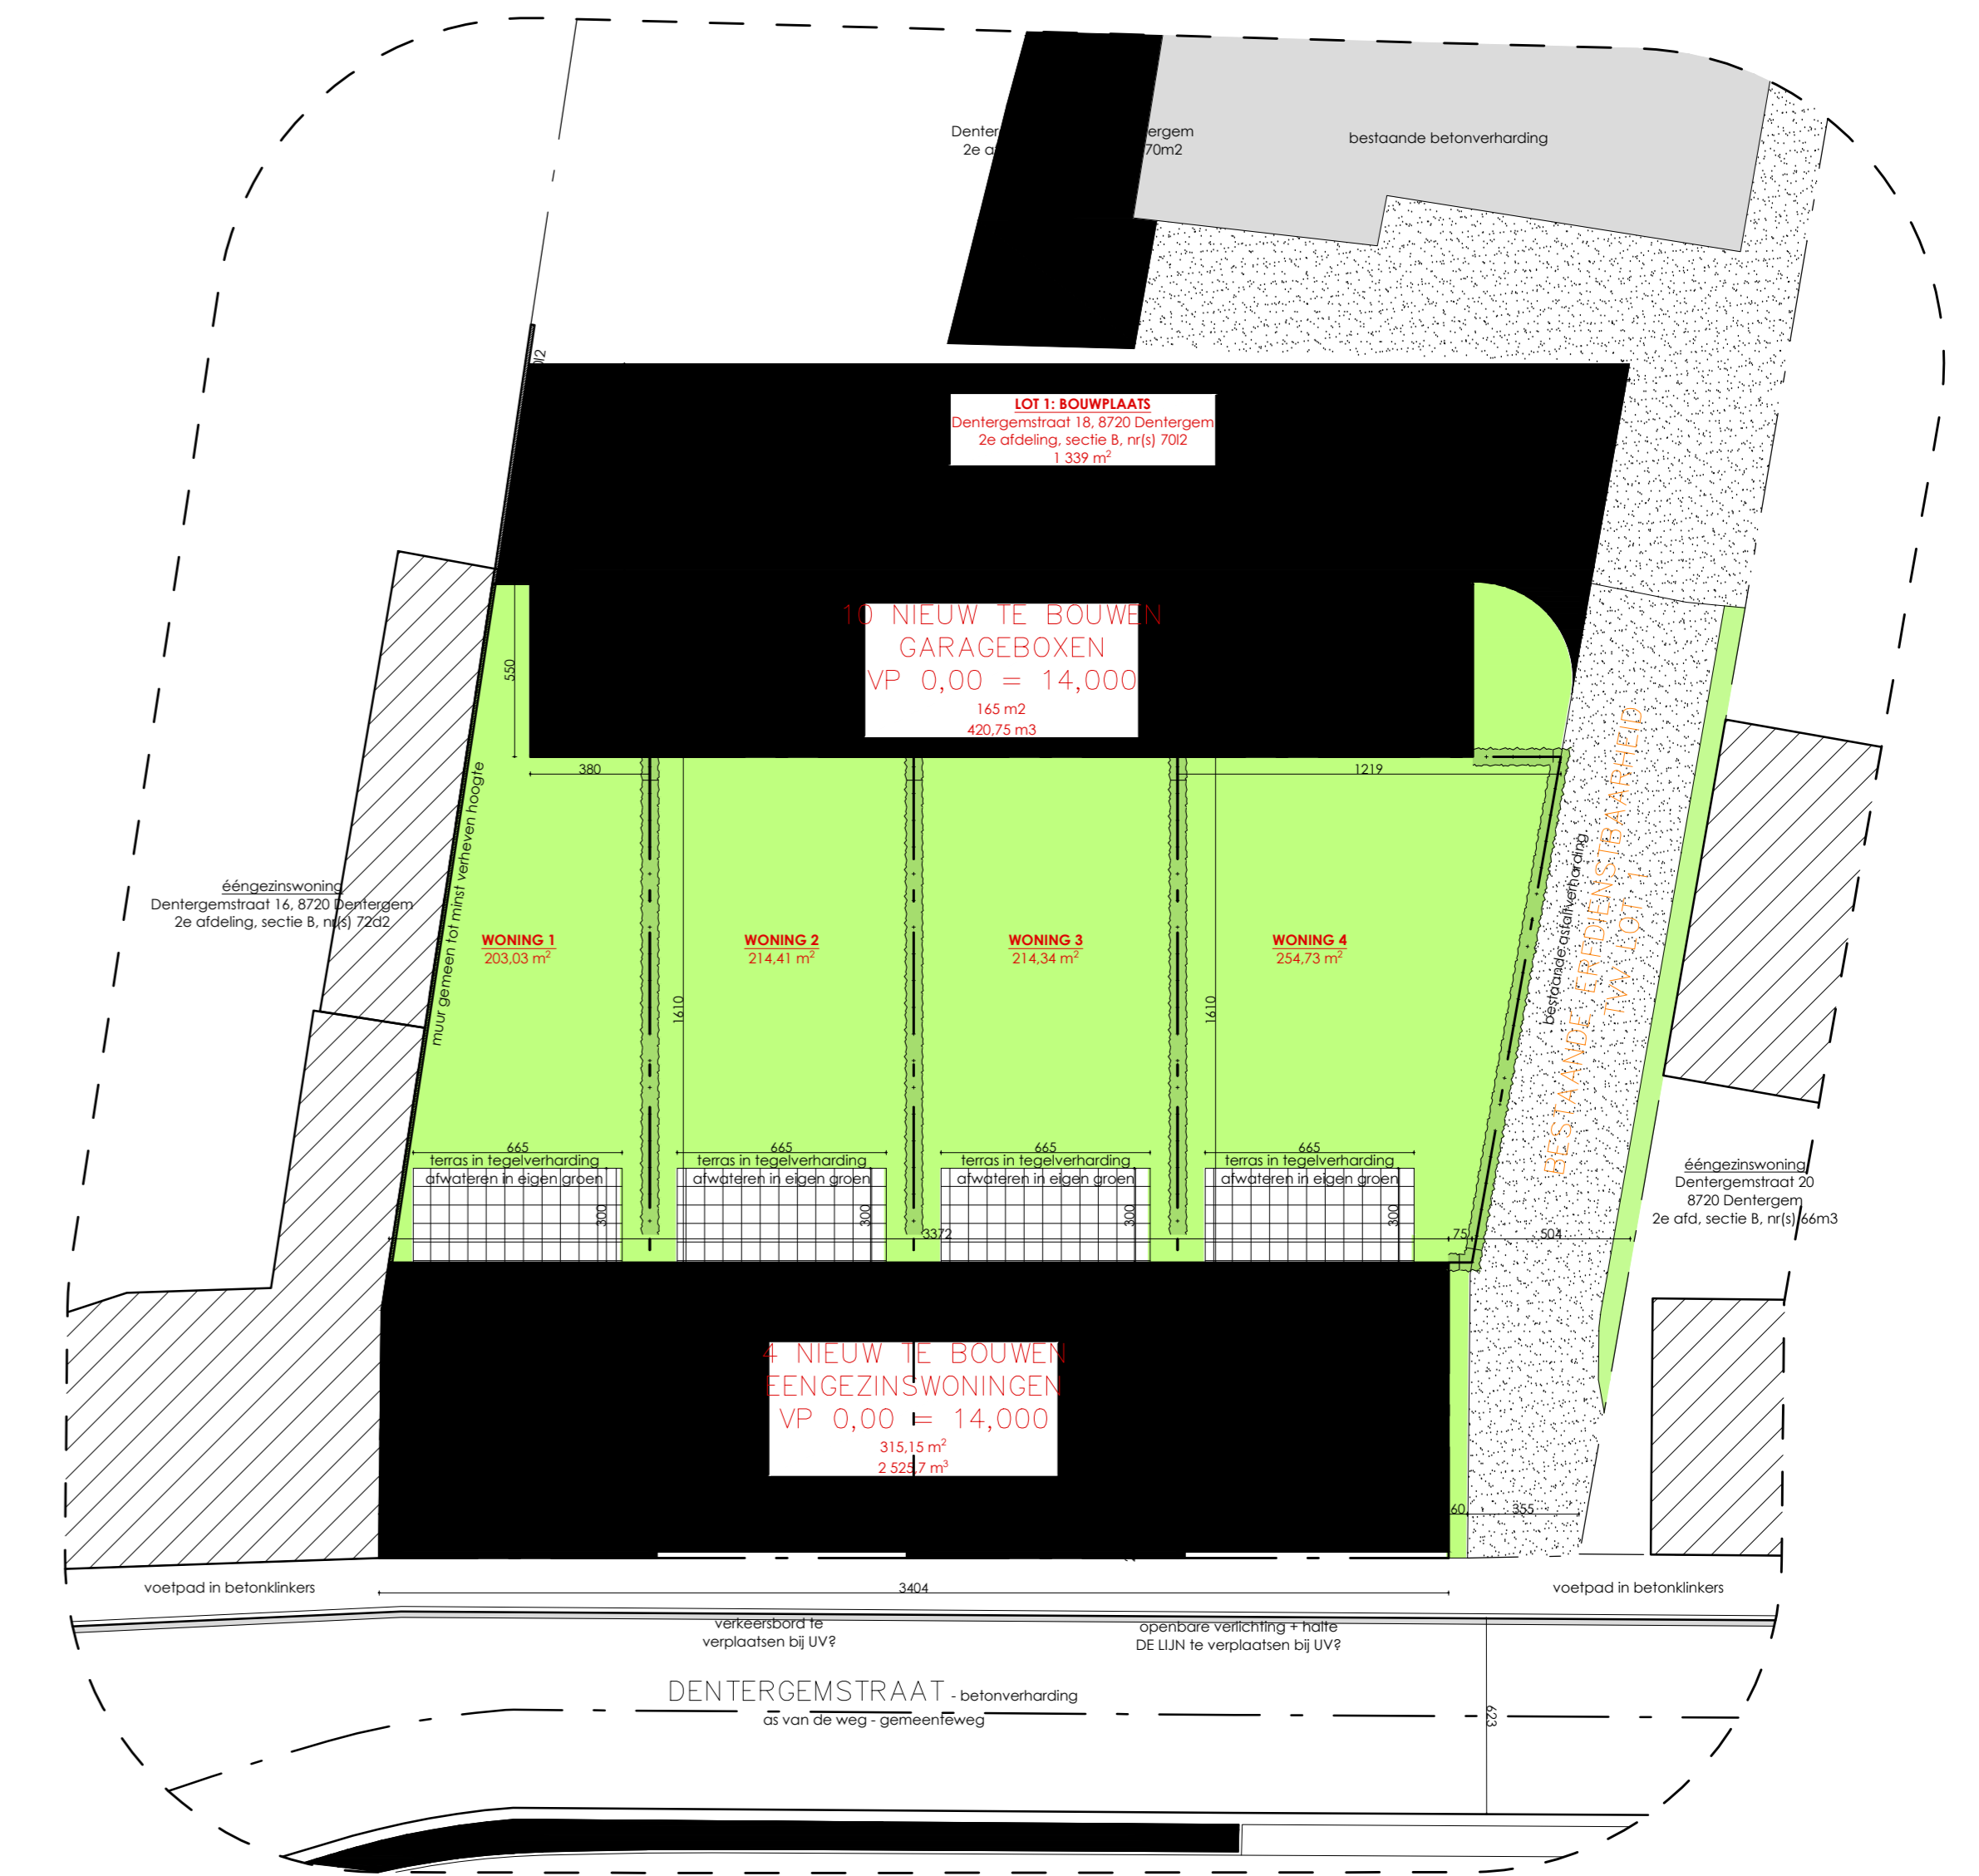 Denter
ergem
2e a
70m2
bestaande betonverharding
0l2
LOT 1: BOUWPLAATS
Dentergemstraat 18, 8720 Dentergem
2e afdeling, sectie B, nr(s) 70l2
1 339 m²
10 NIEUW TE BOUWEN
GARAGEBOXEN
VP 0,00 = 14,000
165 m2
420,75 m3
550
380
1219
muur gemeen tot minst verheven hoogte
bestaande asfaltverharding
BESTAANDE ERFDIENSTBAARHEID
TVV LOT 1
ééngezinswoning
Dentergemstraat 16, 8720 Dentergem
2e afdeling, sectie B, nr(s) 72d2
WONING 1
203,03 m²
WONING 2
214,41 m²
WONING 3
214,34 m²
WONING 4
254,73 m²
1610
1610
665
terras in tegelverharding
afwateren in eigen groen
300
665
terras in tegelverharding
afwateren in eigen groen
300
665
terras in tegelverharding
afwateren in eigen groen
300
665
terras in tegelverharding
afwateren in eigen groen
300
3372
75
504
ééngezinswoning
Dentergemstraat 20
8720 Dentergem
2e afd, sectie B, nr(s) 66m3
4 NIEUW TE BOUWEN
EENGEZINSWONINGEN
VP 0,00 = 14,000
315,15 m²
2 525,7 m³
60
355
voetpad in betonklinkers
3404
voetpad in betonklinkers
verkeersbord te
verplaatsen bij UV?
openbare verlichting + halte
DE LIJN te verplaatsen bij UV?
DENTERGEMSTRAAT - betonverharding
as van de weg - gemeenteweg
623